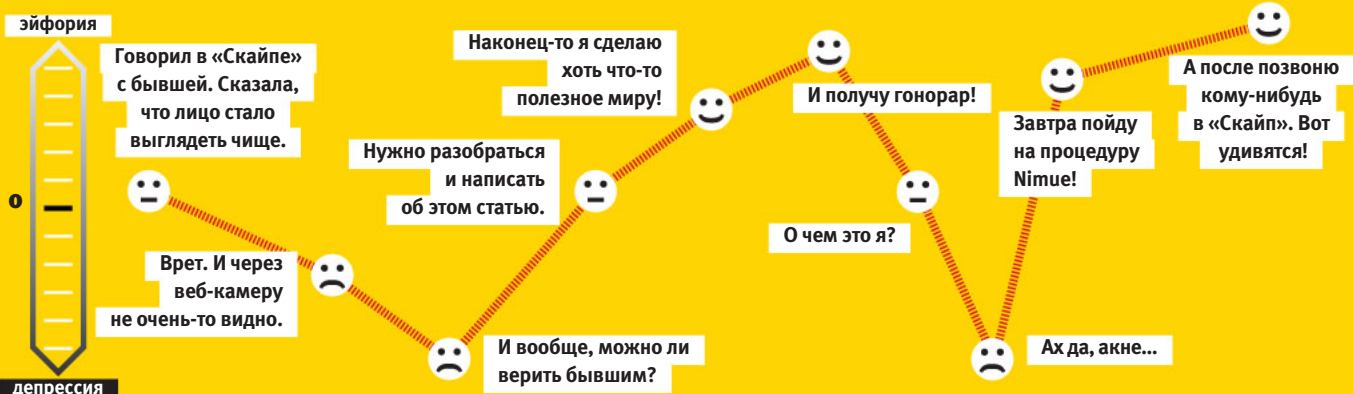 эйфория
Говорил в «Скайпе»
с бывшей. Сказала,
что лицо стало
выглядеть чище.
Врет. И через
веб-камеру
не очень-то видно.
И вообще, можно ли
верить бывшим?
Нужно разобраться
и написать
об этом статью.
Наконец-то я сделаю
хоть что-то
полезное миру!
И получу гонорар!
О чем это я?
Ах да, акне...
Завтра пойду
на процедуру
Nimue!
А после позвоню
кому-нибудь
в «Скайп». Вот
удивятся!
0
депрессия